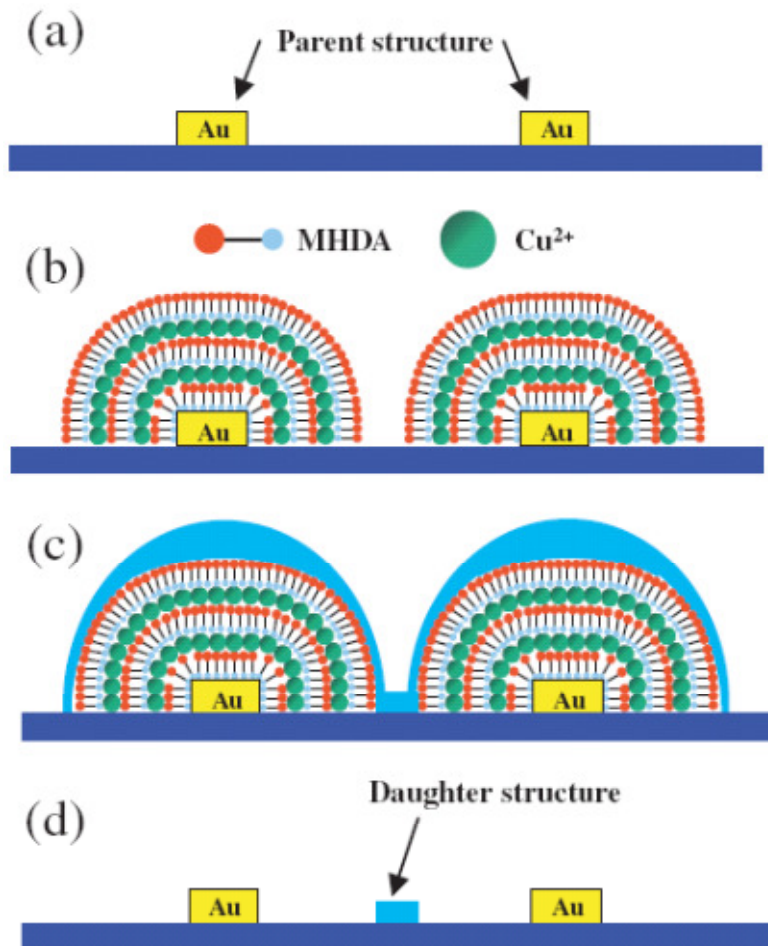 (a)
Parent structure
Au Au
MHDA Cu²⁺
(b)
Au Au
(c)
Au Au
Daughter structure
(d)
Au Au